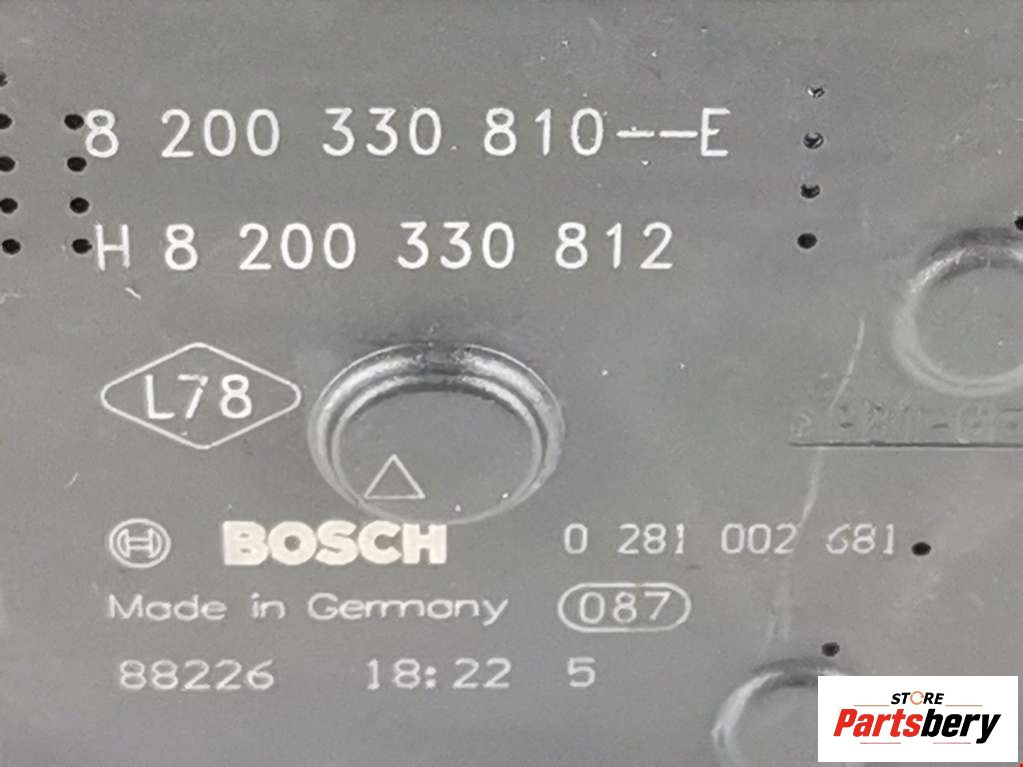 8 200 330 810--E
H 8 200 330 812
L78
BOSCH 0 281 002 681
Made in Germany 087
88226 18:22 5
STORE
Partsbery